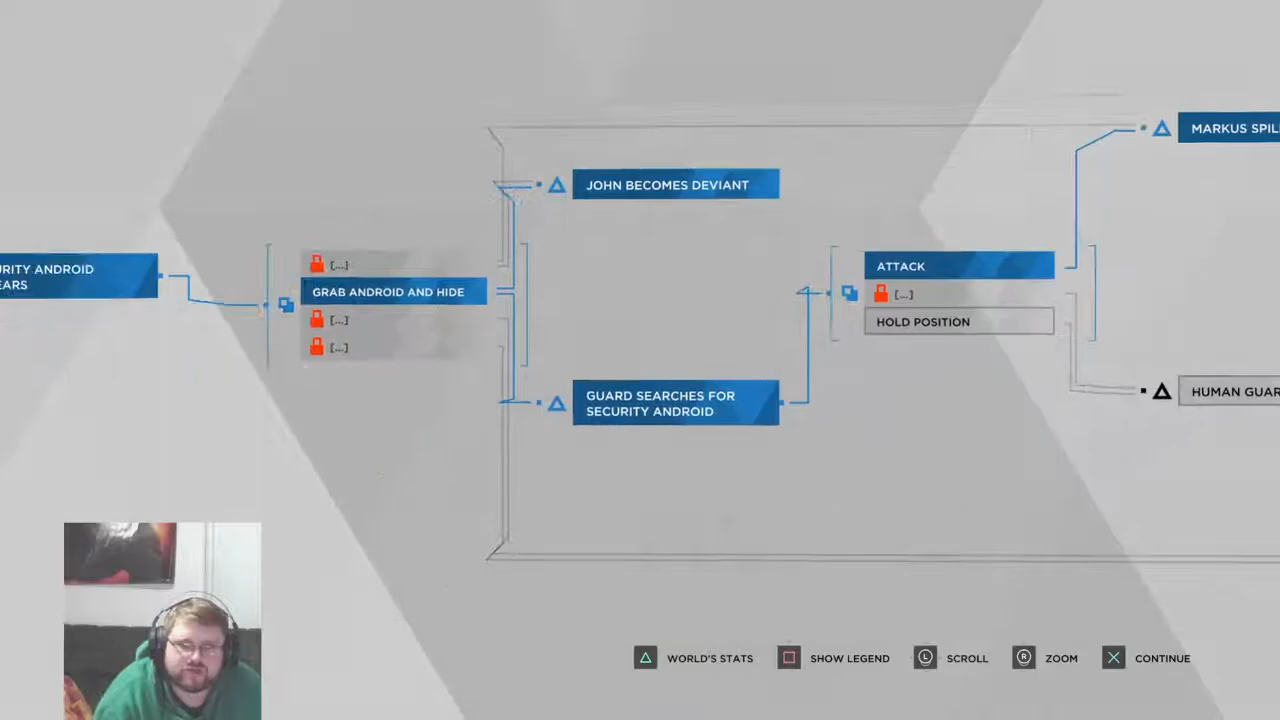 MARKUS SPIL
JOHN BECOMES DEVIANT
URITY ANDROID
EARS
[...]
GRAB ANDROID AND HIDE
[...]
[...]
ATTACK
[...]
HOLD POSITION
GUARD SEARCHES FOR
SECURITY ANDROID
HUMAN GUAR
WORLD'S STATS
SHOW LEGEND
L SCROLL
R ZOOM
CONTINUE